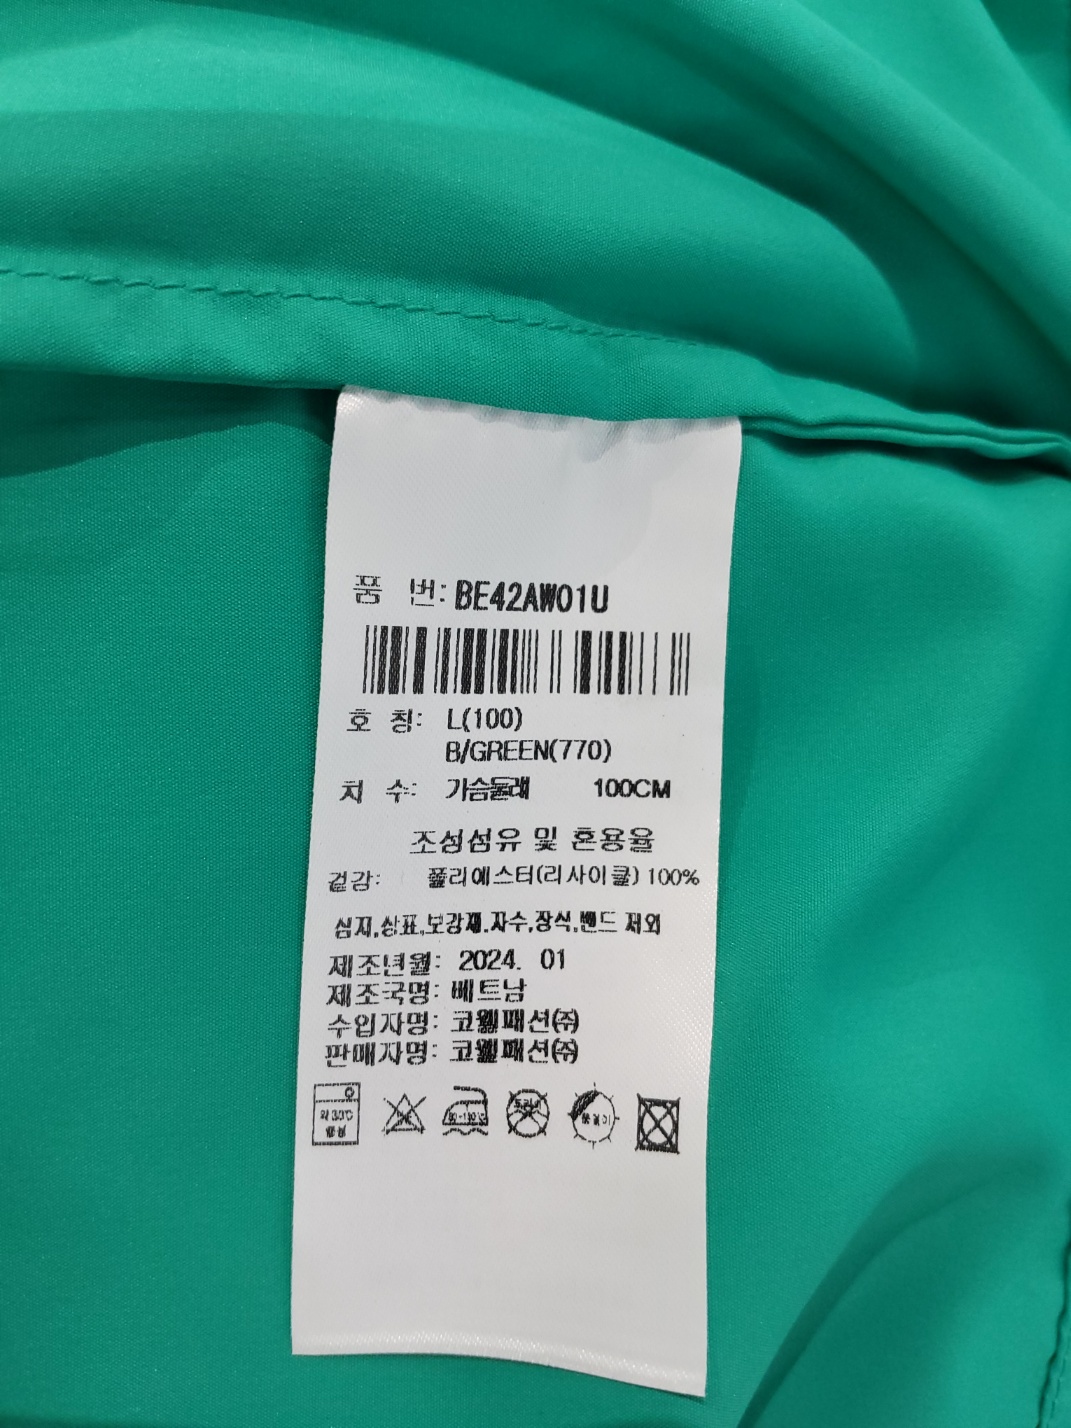 품 번: BE42AW01U
호 칭: L(100)
B/GREEN(770)
치 수: 가슴둘레 100CM
조성섬유 및 혼용율
겉감: 폴리에스터(리사이클) 100%
심지,상표,보강재,자수,장식,밴드 제외
제조년월: 2024. 01
제조국명: 베트남
수입자명: 코웰패션(주)
판매자명: 코웰패션(주)
약 30℃